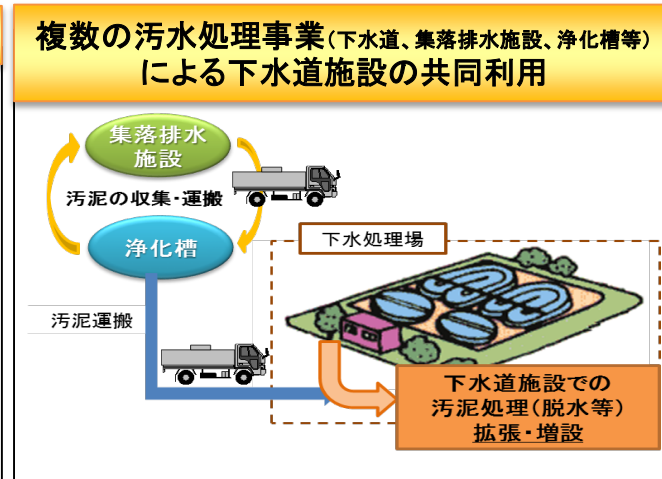 複数の汚水処理事業(下水道、集落排水施設、浄化槽等)
による下水道施設の共同利用
集落排水
施設
汚泥の収集・運搬
浄化槽
下水処理場
汚泥運搬
下水道施設での
汚泥処理(脱水等)
拡張・増設